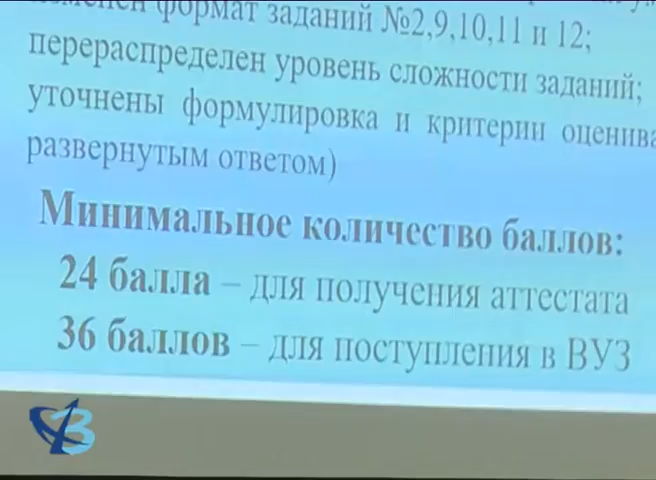 формат заданий №2,9,10,11 и 12;
перераспределен уровень сложности заданий;
уточнены формулировка и критерии оценива
развернутым ответом)
Минимальное количество баллов:
24 балла – для получения аттестата
36 баллов – для поступления в ВУЗ